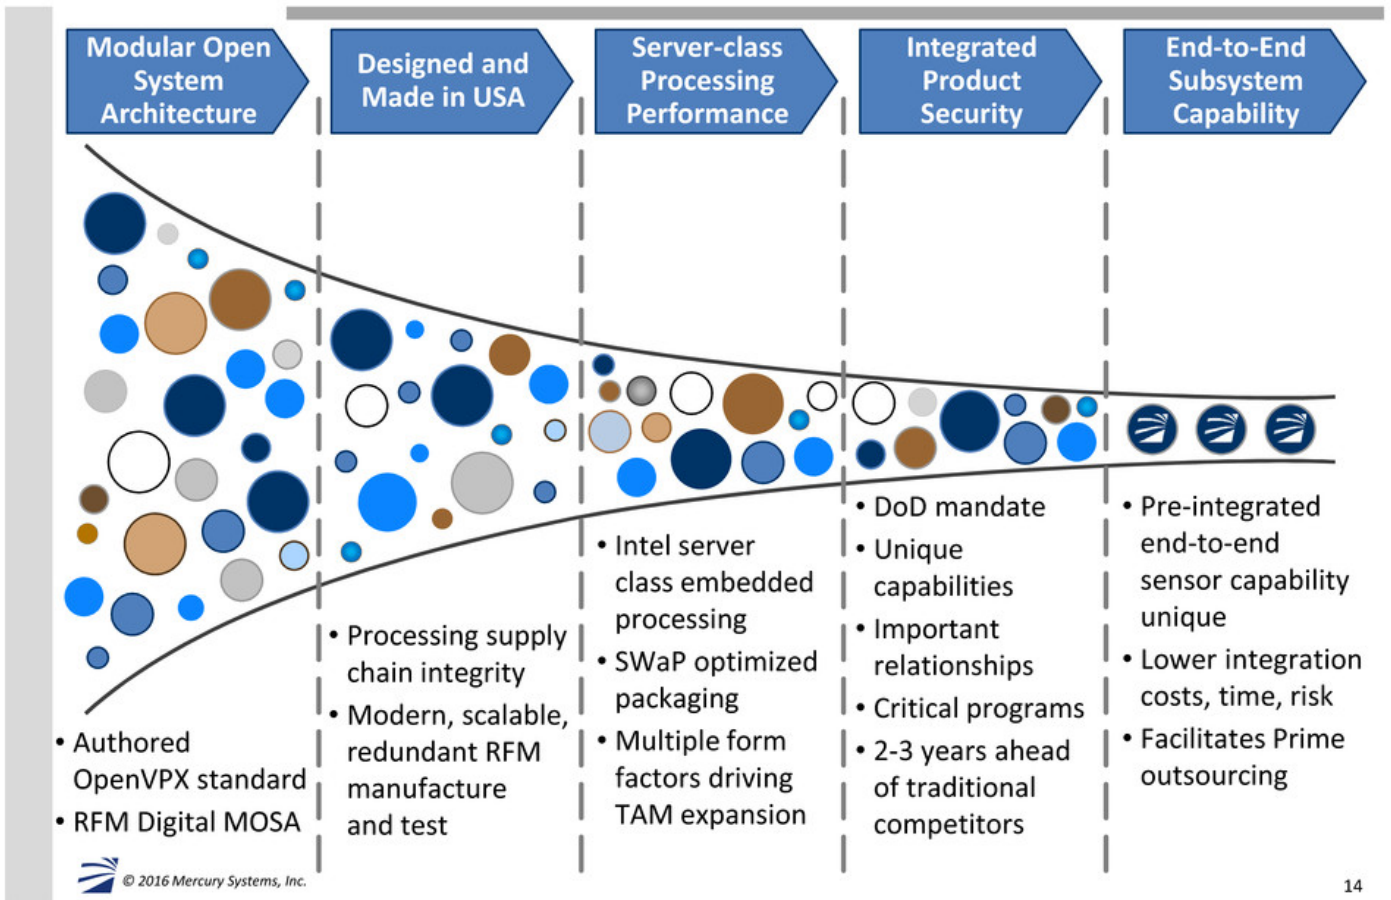 Modular Open
System
Architecture
Designed and
Made in USA
Server-class
Processing
Performance
Integrated
Product
Security
End-to-End
Subsystem
Capability
• Authored
OpenVPX standard
• RFM Digital MOSA
• Processing supply
chain integrity
• Modern, scalable,
redundant RFM
manufacture
and test
• Intel server
class embedded
processing
• SWaP optimized
packaging
• Multiple form
factors driving
TAM expansion
• DoD mandate
• Unique
capabilities
• Important
relationships
• Critical programs
• 2-3 years ahead
of traditional
competitors
• Pre-integrated
end-to-end
sensor capability
unique
• Lower integration
costs, time, risk
• Facilitates Prime
outsourcing
© 2016 Mercury Systems, Inc.
14